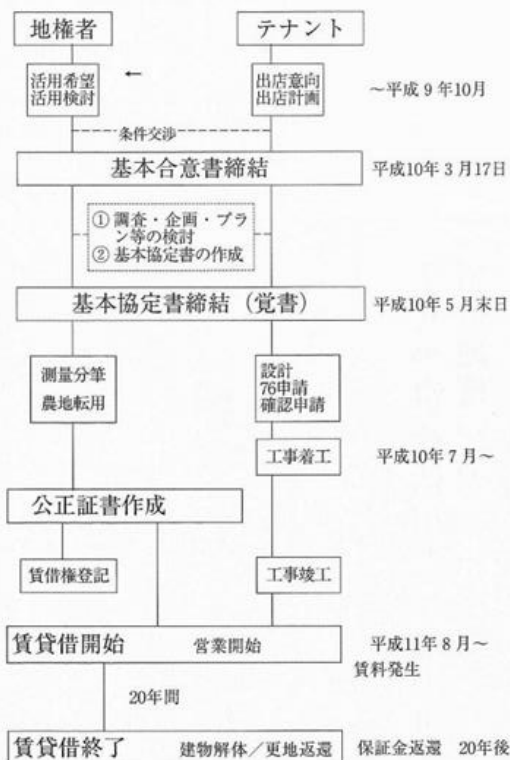 地権者 テナント
活用希望
活用検討
←
出店意向
出店計画
～平成9年10月
条件交渉
基本合意書締結 平成10年3月17日
① 調査・企画・プラ
ン等の検討
② 基本協定書の作成
基本協定書締結(覚書) 平成10年5月末日
測量分筆
農地転用
設計
76申請
確認申請
工事着工 平成10年7月～
公正証書作成
賃借権登記 工事竣工
賃貸借開始 営業開始 平成11年8月～
賃料発生
20年間
賃貸借終了 建物解体/更地返還 保証金返還 20年後